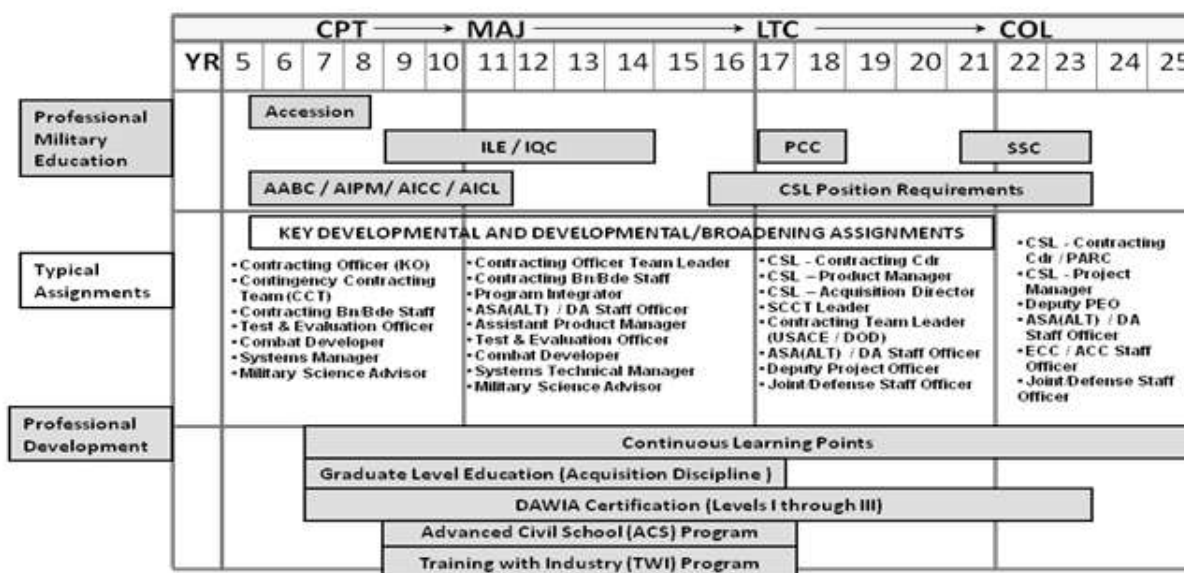 CPT → MAJ → LTC → COL
YR 5 6 7 8 9 10 11 12 13 14 15 16 17 18 19 20 21 22 23 24 25
Professional
Military
Education
Accession
ILE / IQC
PCC
SSC
AABC / AIPM/ AICC / AICL
CSL Position Requirements
KEY DEVELOPMENTAL AND DEVELOPMENTAL/BROADENING ASSIGNMENTS
Typical
Assignments
• Contracting Officer (KO)
• Contingency Contracting
Team (CCT)
• Contracting Bn/Bde Staff
• Test & Evaluation Officer
• Combat Developer
• Systems Manager
• Military Science Advisor
• Contracting Officer Team Leader
• Contracting Bn/Bde Staff
• Program Integrator
• ASA(ALT) / DA Staff Officer
• Assistant Product Manager
• Test & Evaluation Officer
• Combat Developer
• Systems Technical Manager
• Military Science Advisor
• CSL - Contracting Cdr
• CSL – Product Manager
• CSL – Acquisition Director
• SCCT Leader
• Contracting Team Leader
(USACE / DOD)
• ASA(ALT) / DA Staff Officer
• Deputy Project Officer
• Joint/Defense Staff Officer
• CSL - Contracting
Cdr / PARC
• CSL - Project
Manager
• Deputy PEO
• ASA(ALT) / DA
Staff Officer
• ECC / ACC Staff
Officer
• Joint/Defense Staff
Officer
Professional
Development
Continuous Learning Points
Graduate Level Education (Acquisition Discipline )
DAWIA Certification (Levels I through III)
Advanced Civil School (ACS) Program
Training with Industry (TWI) Program